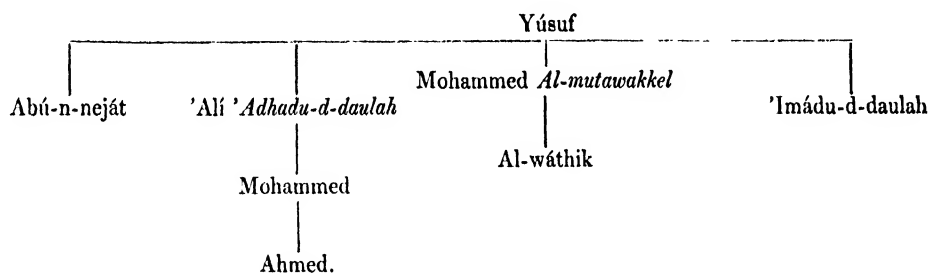 Yúsuf
Mohammed Al-mutawakkel
Abú-n-neját 'Alí 'Adhadu-d-daulah 'Imádu-d-daulah
Al-wáthik
Mohammed
Ahmed.